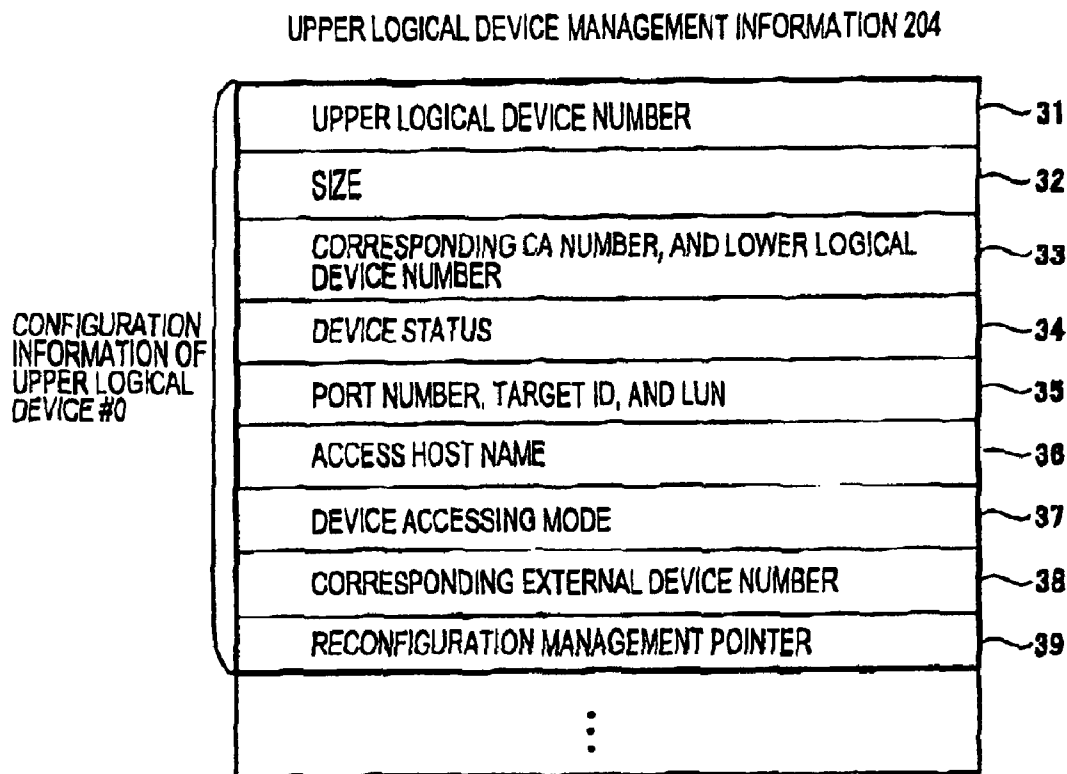 UPPER LOGICAL DEVICE MANAGEMENT INFORMATION 204
UPPER LOGICAL DEVICE NUMBER
31
SIZE
32
CORRESPONDING CA NUMBER, AND LOWER LOGICAL
DEVICE NUMBER
33
CONFIGURATION
INFORMATION OF
UPPER LOGICAL
DEVICE #0
DEVICE STATUS
34
PORT NUMBER, TARGET ID, AND LUN
35
ACCESS HOST NAME
36
DEVICE ACCESSING MODE
37
CORRESPONDING EXTERNAL DEVICE NUMBER
38
RECONFIGURATION MANAGEMENT POINTER
39